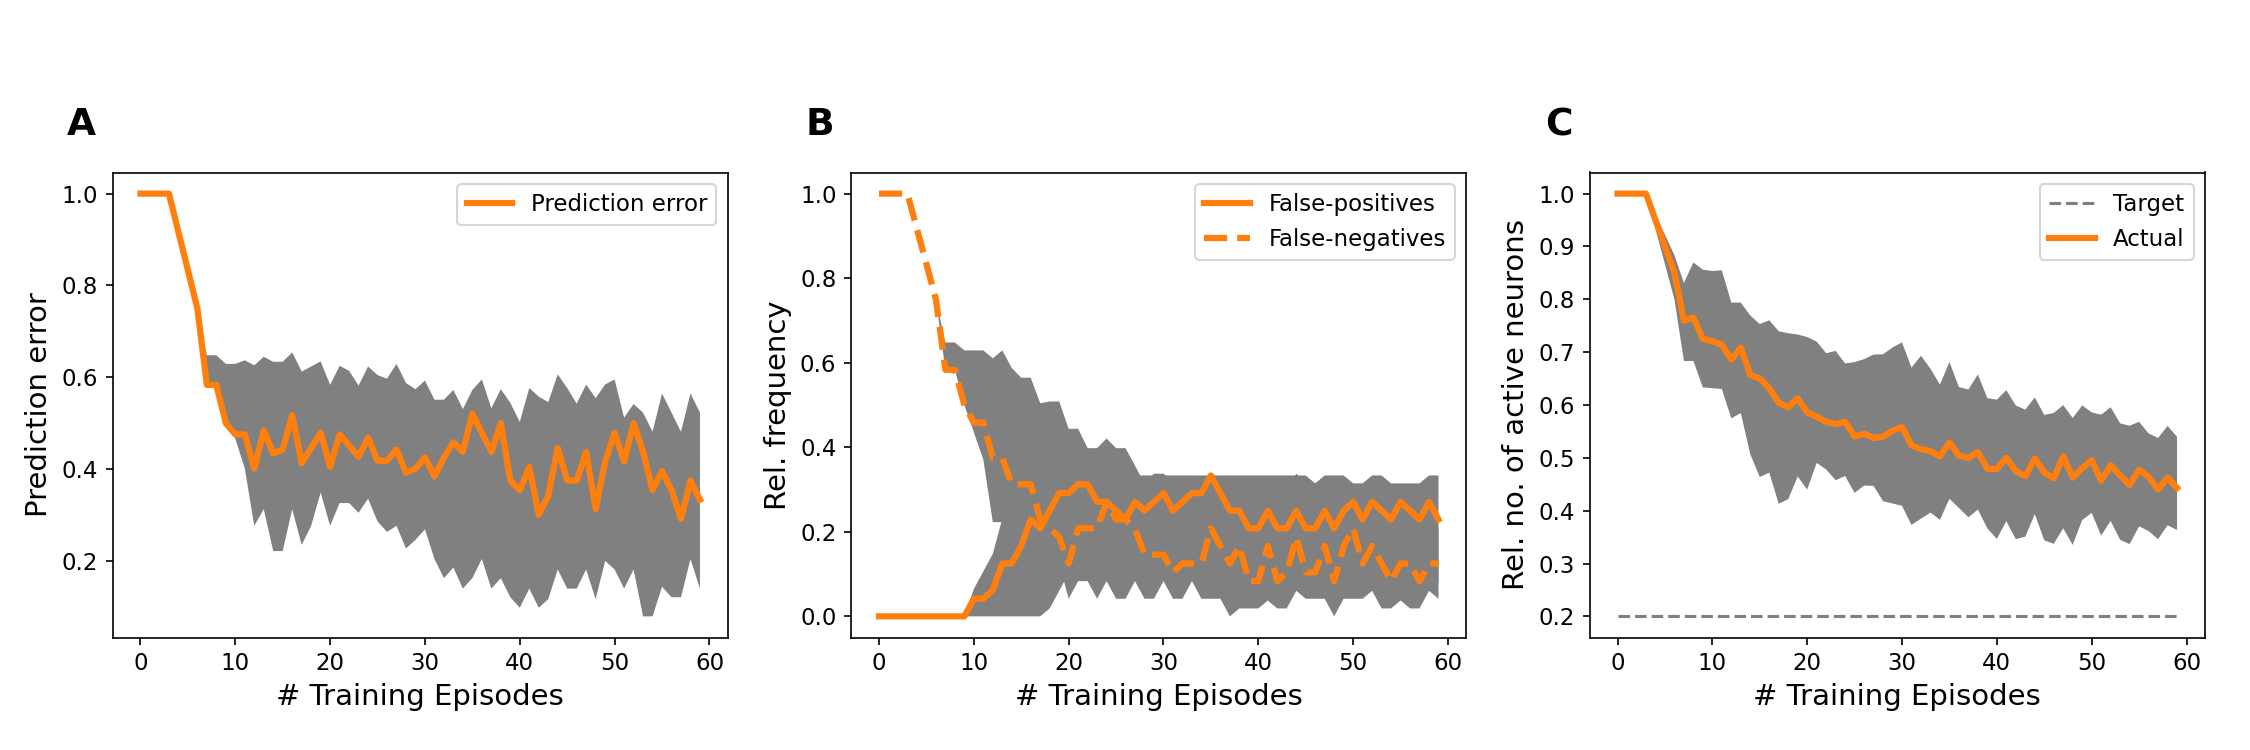 A
Prediction error
1.0
0.8
0.6
0.4
0.2
Prediction error
0 10 20 30 40 50 60
# Training Episodes
B
Rel. frequency
1.0
0.8
0.6
0.4
0.2
0.0
False-positives
False-negatives
0 10 20 30 40 50 60
# Training Episodes
C
Rel. no. of active neurons
1.0
0.9
0.8
0.7
0.6
0.5
0.4
0.3
0.2
Target
Actual
0 10 20 30 40 50 60
# Training Episodes